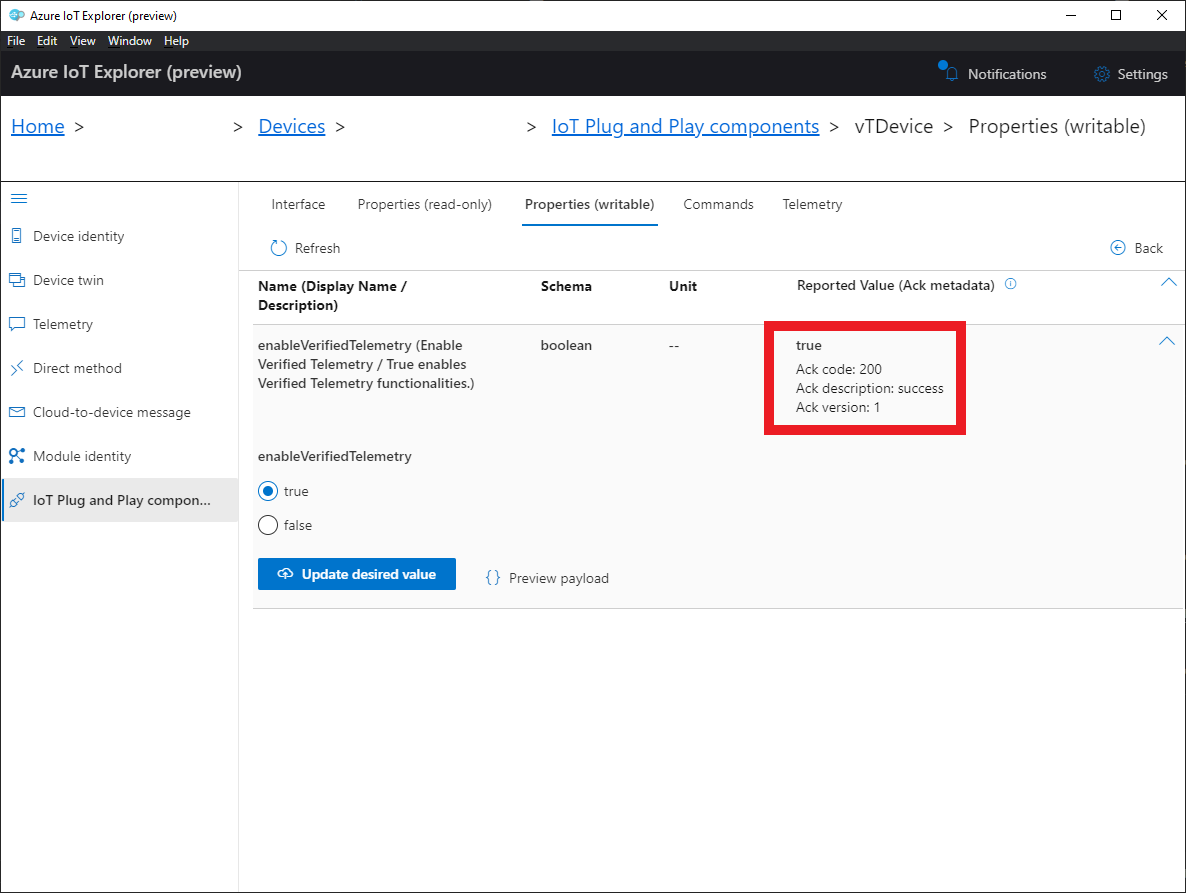 Azure IoT Explorer (preview)
File Edit View Window Help
Azure IoT Explorer (preview)
Notifications
Settings
Home > > Devices > > IoT Plug and Play components > vTDevice > Properties (writable)
Device identity
Device twin
Telemetry
Direct method
Cloud-to-device message
Module identity
IoT Plug and Play compon...
Interface Properties (read-only) Properties (writable) Commands Telemetry
Refresh
Back
Name (Display Name /
Description)
Schema
Unit
Reported Value (Ack metadata)
enableVerifiedTelemetry (Enable
Verified Telemetry / True enables
Verified Telemetry functionalities.)
boolean
--
true
Ack code: 200
Ack description: success
Ack version: 1
enableVerifiedTelemetry
true
false
Update desired value
{} Preview payload